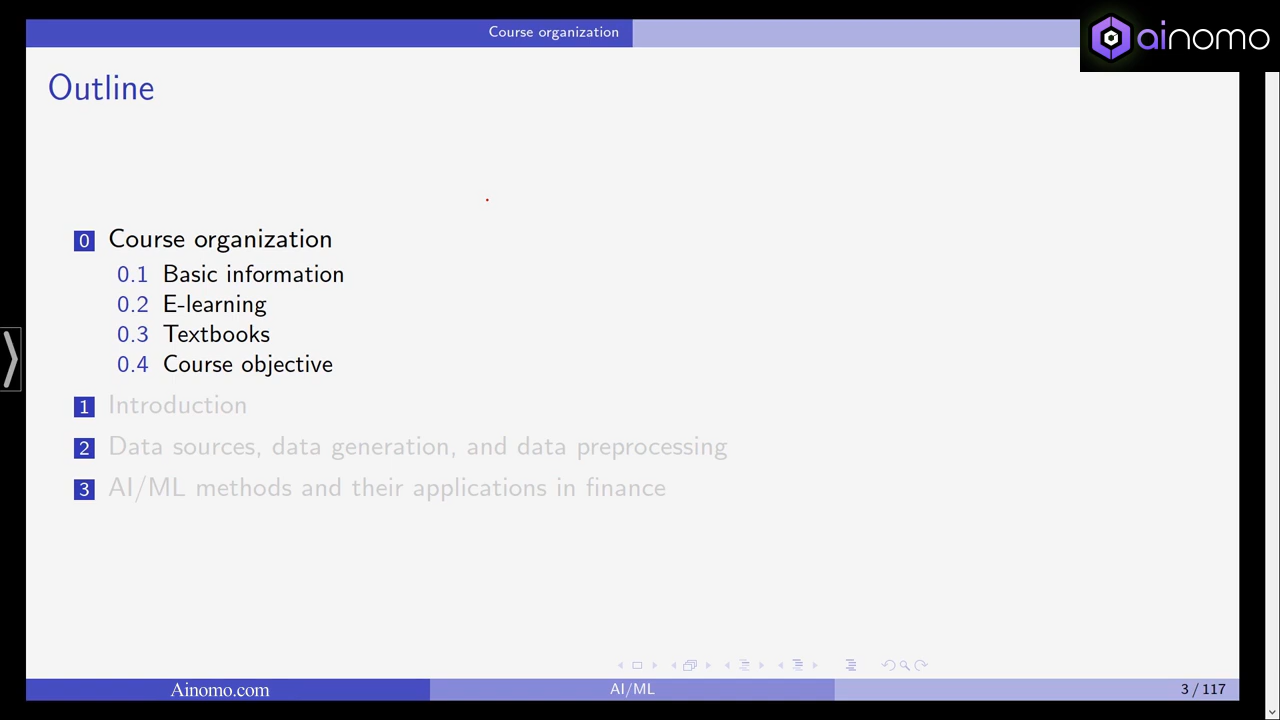 Course organization
ainomo
Outline
0 Course organization
0.1 Basic information
0.2 E-learning
0.3 Textbooks
0.4 Course objective
1 Introduction
2 Data sources, data generation, and data preprocessing
3 AI/ML methods and their applications in finance
Ainomo.com
AI/ML
3 / 117